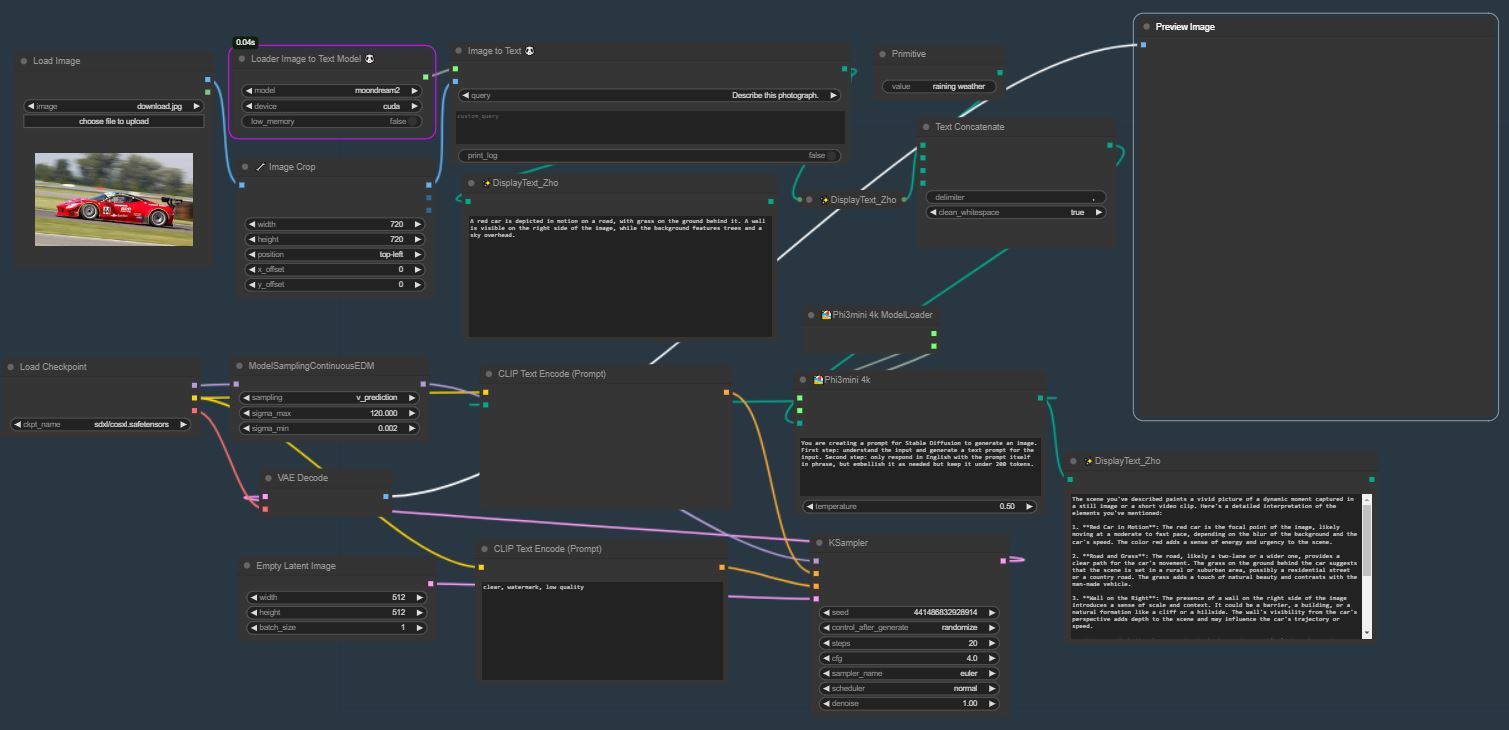 Load Image
image download.jpg
choose file to upload
0.04s
Loader Image to Text Model
model moondream2
device cuda
low_memory false
Image to Text
query Describe this photograph.
custom_query
print_log false
Primitive
value raining weather
Preview Image
Text Concatenate
delimiter ,
clean_whitespace true
Image Crop
width 720
height 720
position top-left
x_offset 0
y_offset 0
DisplayText_Zho
A red car is depicted in motion on a road, with grass on the ground behind it. A wall
is visible on the right side of the image, while the background features trees and a
sky overhead.
DisplayText_Zho
Phi3mini 4k ModelLoader
Load Checkpoint
ckpt_name sdxl/cosxl.safetensors
ModelSamplingContinuousEDM
sampling v_prediction
sigma_max 120.000
sigma_min 0.002
CLIP Text Encode (Prompt)
Phi3mini 4k
You are creating a prompt for Stable Diffusion to generate an image.
First step: understand the input and generate a text prompt for the
input. Second step: only respond in English with the prompt itself
in phrase, but embellish it as needed but keep it under 200 tokens.
temperature 0.50
VAE Decode
DisplayText_Zho
The scene you've described paints a vivid picture of a dynamic moment captured in
a still image or a short video clip. Here's a detailed interpretation of the
elements you've mentioned:
1. **Red Car in Motion**: The red car is the focal point of the image, likely
moving at a moderate to fast pace, depending on the blur of the background and the
car's speed. The color red adds a sense of energy and urgency to the scene.
2. **Road and Grass**: The road, likely a two-lane or a wider one, provides a
clear path for the car's movement. The grass on the ground behind the car suggests
that the scene is set in a rural or suburban area, possibly a residential street
or a country road. The grass adds a touch of natural beauty and contrasts with the
man-made vehicle.
3. **Wall on the Right**: The presence of a wall on the right side of the image
introduces a sense of scale and context. It could be a barrier, a building, or a
natural formation like a cliff or a hillside. The wall's visibility from the car's
perspective adds depth to the scene and may influence the car's trajectory or
speed.
Empty Latent Image
width 512
height 512
batch_size 1
CLIP Text Encode (Prompt)
clear, watermark, low quality
KSampler
seed 441486832928914
control_after_generate randomize
steps 20
cfg 4.0
sampler_name euler
scheduler normal
denoise 1.00